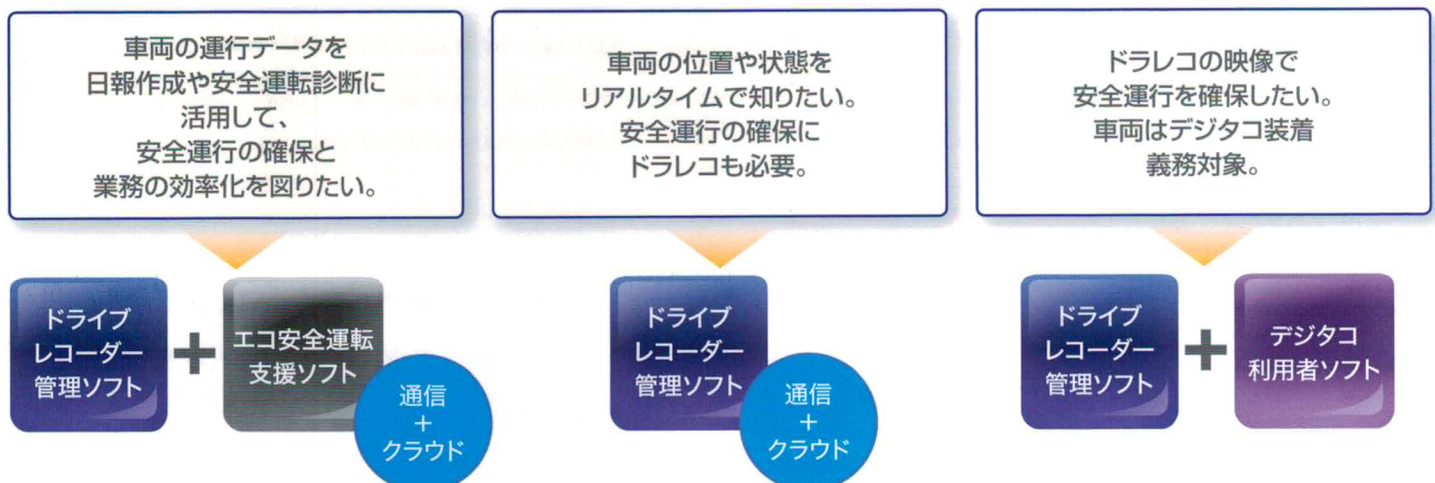 車両の運行データを
日報作成や安全運転診断に
活用して、
安全運行の確保と
業務の効率化を図りたい。
車両の位置や状態を
リアルタイムで知りたい。
安全運行の確保に
ドラレコも必要。
ドラレコの映像で
安全運行を確保したい。
車両はデジタコ装着
義務対象。
ドライブ
レコーダー
管理ソフト
+
エコ安全運転
支援ソフト
通信
+
クラウド
ドライブ
レコーダー
管理ソフト
通信
+
クラウド
ドライブ
レコーダー
管理ソフト
+
デジタコ
利用者ソフト